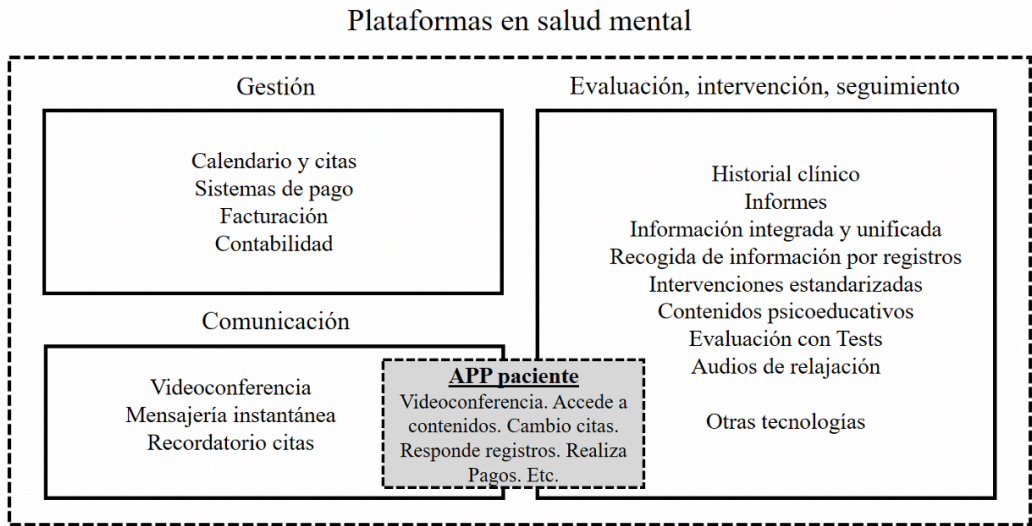 Plataformas en salud mental
Gestión
Calendario y citas
Sistemas de pago
Facturación
Contabilidad
Comunicación
Videoconferencia
Mensajería instantánea
Recordatorio citas
APP paciente
Videoconferencia. Accede a
contenidos. Cambio citas.
Responde registros. Realiza
Pagos. Etc.
Evaluación, intervención, seguimiento
Historial clínico
Informes
Información integrada y unificada
Recogida de información por registros
Intervenciones estandarizadas
Contenidos psicoeducativos
Evaluación con Tests
Audios de relajación
Otras tecnologías